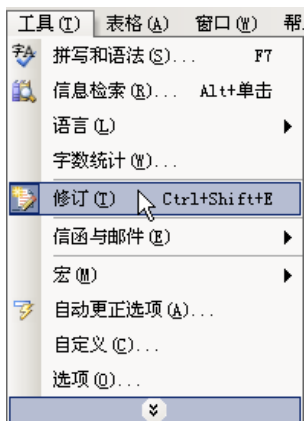 工具(T) 表格(A) 窗口(W) 帮
拼写和语法(S)... F7
信息检索(R)... Alt+单击
语言(L)
字数统计(W)...
修订(T) Ctrl+Shift+E
信函与邮件(E)
宏(M)
自动更正选项(A)...
自定义(C)...
选项(O)...